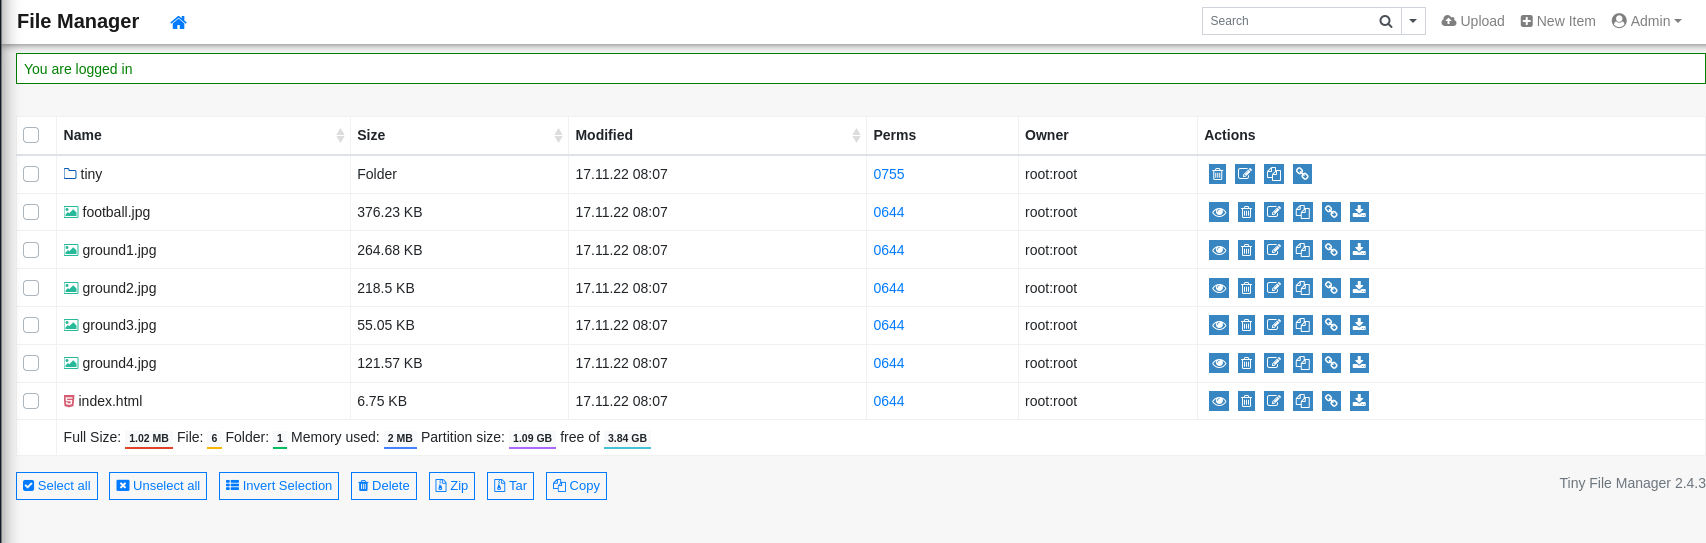 File Manager Search Upload New Item Admin
You are logged in
Name Size Modified Perms Owner Actions
tiny Folder 17.11.22 08:07 0755 root:root
football.jpg 376.23 KB 17.11.22 08:07 0644 root:root
ground1.jpg 264.68 KB 17.11.22 08:07 0644 root:root
ground2.jpg 218.5 KB 17.11.22 08:07 0644 root:root
ground3.jpg 55.05 KB 17.11.22 08:07 0644 root:root
ground4.jpg 121.57 KB 17.11.22 08:07 0644 root:root
index.html 6.75 KB 17.11.22 08:07 0644 root:root
Full Size: 1.02 MB File: 6 Folder: 1 Memory used: 2 MB Partition size: 1.09 GB free of 3.84 GB
Select all Unselect all Invert Selection Delete Zip Tar Copy Tiny File Manager 2.4.3